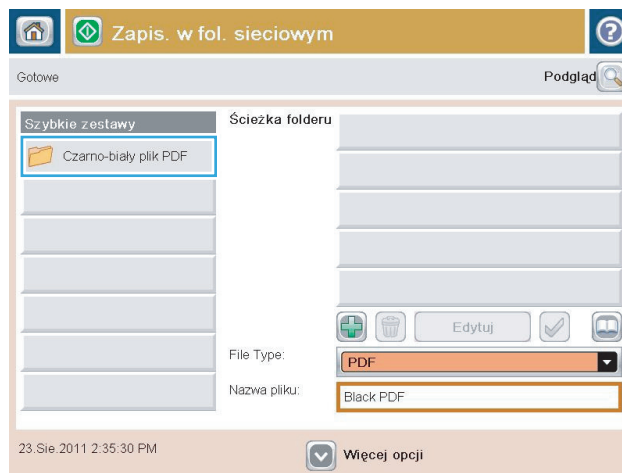 Zapis. w fol. sieciowym
Gotowe
Podgląd
Szybkie zestawy
Czarno-biały plik PDF
Ścieżka folderu
Edytuj
File Type:
PDF
Nazwa pliku:
Black PDF
23.Sie.2011 2:35:30 PM
Więcej opcji